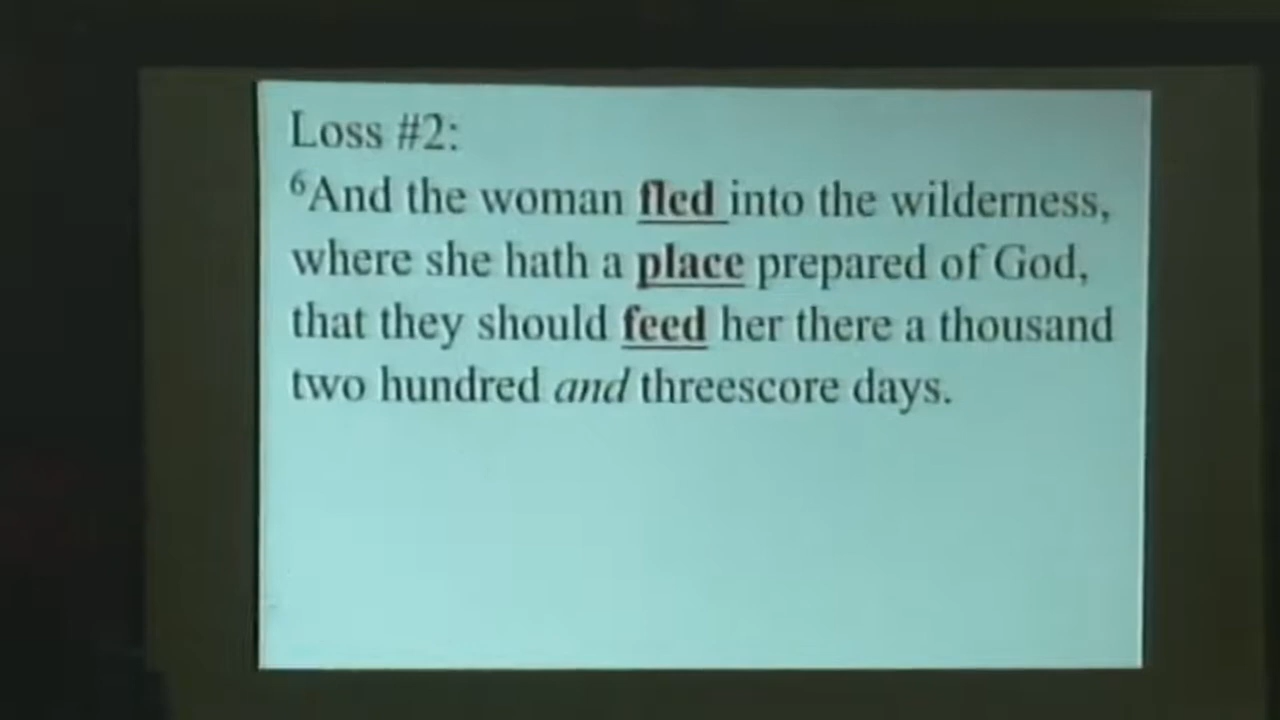 Loss #2:
⁶And the woman fled into the wilderness,
where she hath a place prepared of God,
that they should feed her there a thousand
two hundred and threescore days.